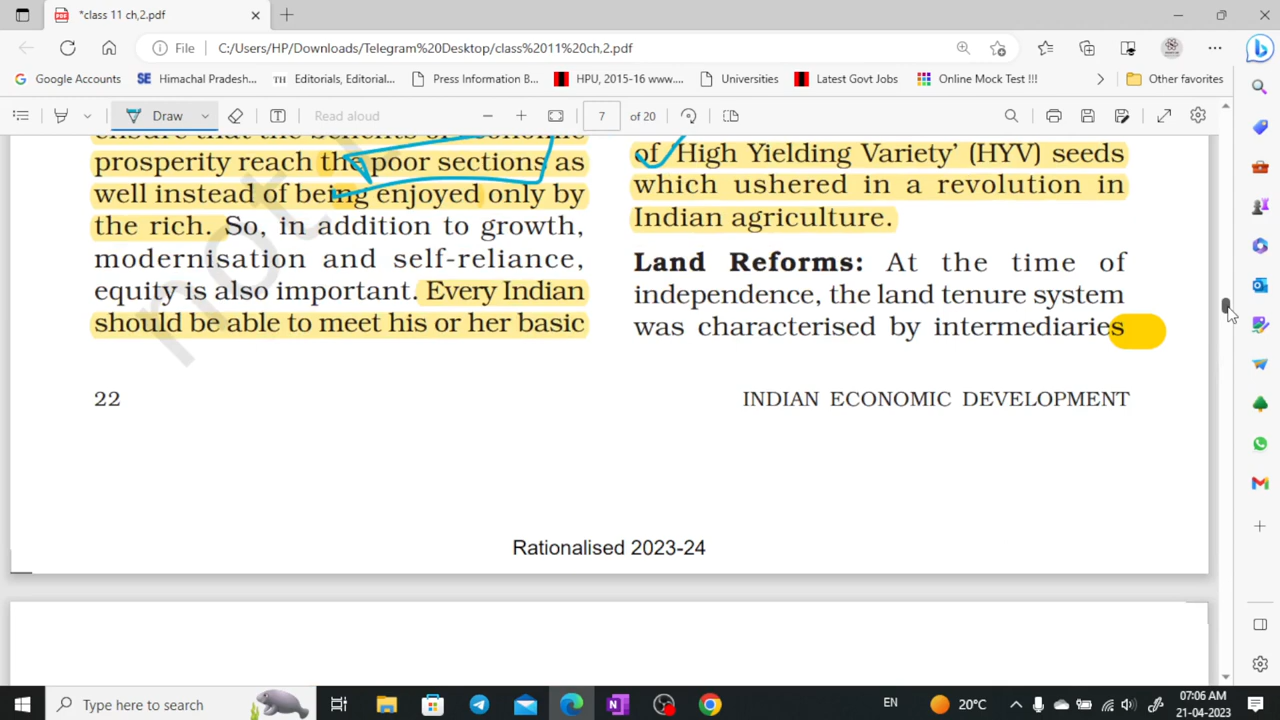 *class 11 ch,2.pdf
File
C:/Users/HP/Downloads/Telegram%20Desktop/class%2011%20ch,2.pdf
Google Accounts
SE Himachal Pradesh...
TH Editorials, Editorial...
Press Information B...
HPU, 2015-16 www....
Universities
Latest Govt Jobs
Online Mock Test !!!
Other favorites
Draw
Read aloud
7 of 20
prosperity reach the poor sections as
well instead of being enjoyed only by
the rich. So, in addition to growth,
modernisation and self-reliance,
equity is also important. Every Indian
should be able to meet his or her basic
22
of ‘High Yielding Variety’ (HYV) seeds
which ushered in a revolution in
Indian agriculture.
Land Reforms: At the time of
independence, the land tenure system
was characterised by intermediaries
INDIAN ECONOMIC DEVELOPMENT
Rationalised 2023-24
Type here to search
EN
20°C
07:06 AM
21-04-2023